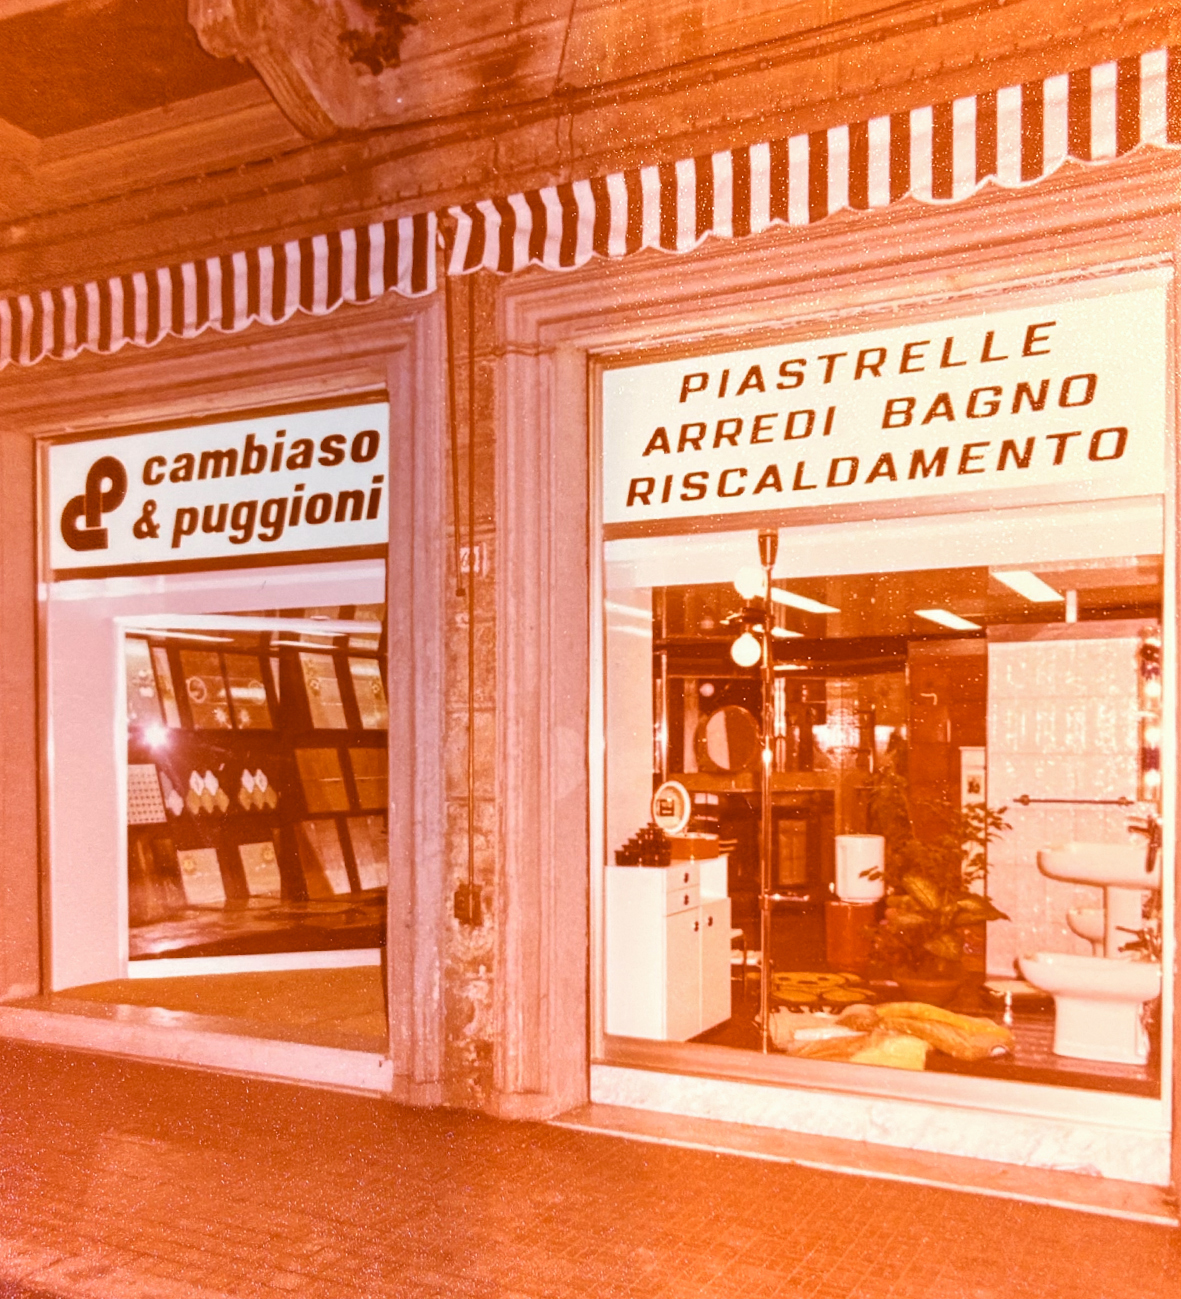 cambiaso
& puggioni
PIASTRELLE
ARREDI BAGNO
RISCALDAMENTO